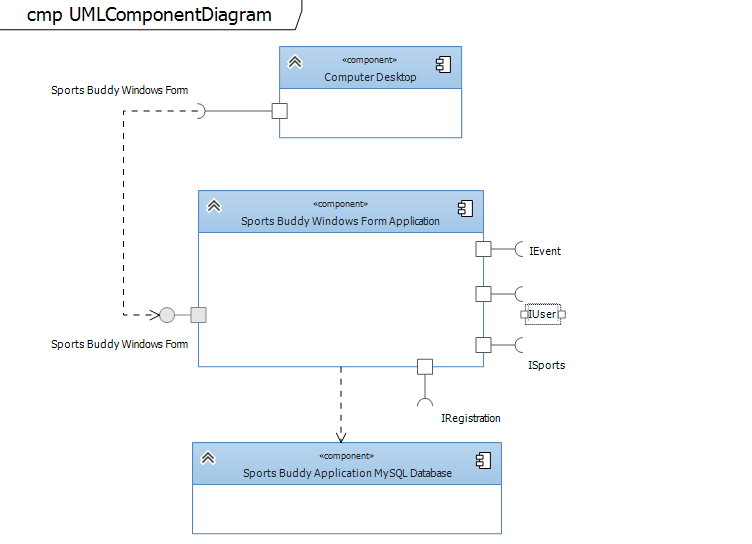 cmp UMLComponentDiagram
«component»
Computer Desktop
Sports Buddy Windows Form
«component»
Sports Buddy Windows Form Application
IEvent
IUser
Sports Buddy Windows Form
ISports
IRegistration
«component»
Sports Buddy Application MySQL Database